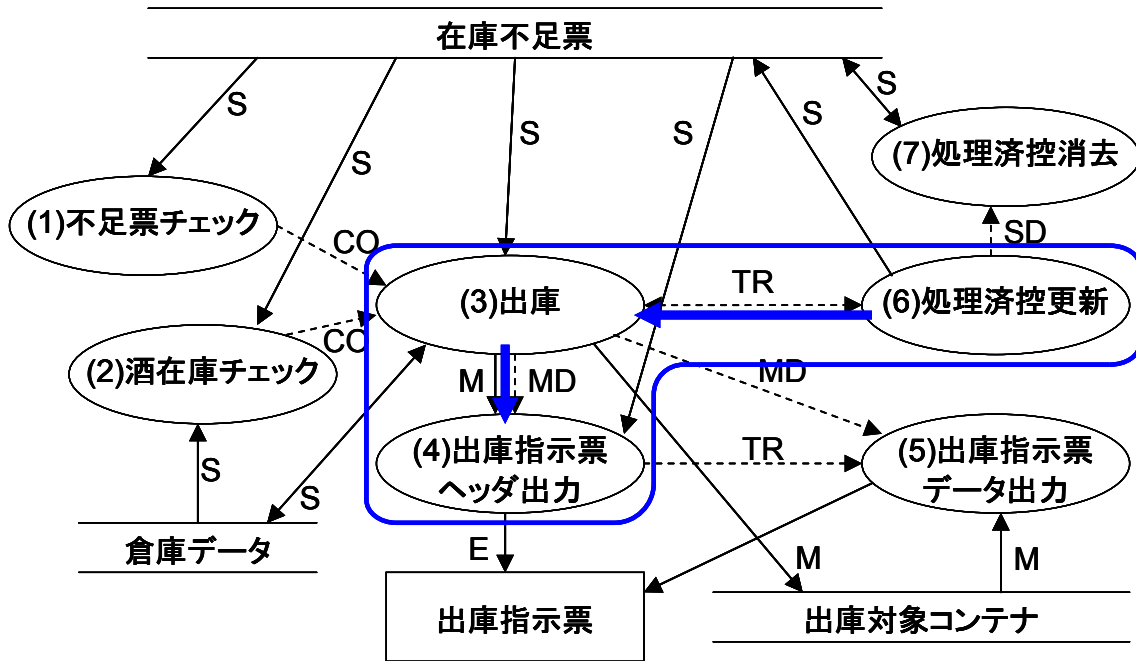 在庫不足票
S
S
S
S
S
S
(7)処理済控消去
(1)不足票チェック
CO
SD
(3)出庫
TR
(6)処理済控更新
(2)酒在庫チェック
CO
M
MD
MD
(4)出庫指示票
ヘッダ出力
TR
(5)出庫指示票
データ出力
S
S
倉庫データ
E
M
M
出庫指示票
出庫対象コンテナ